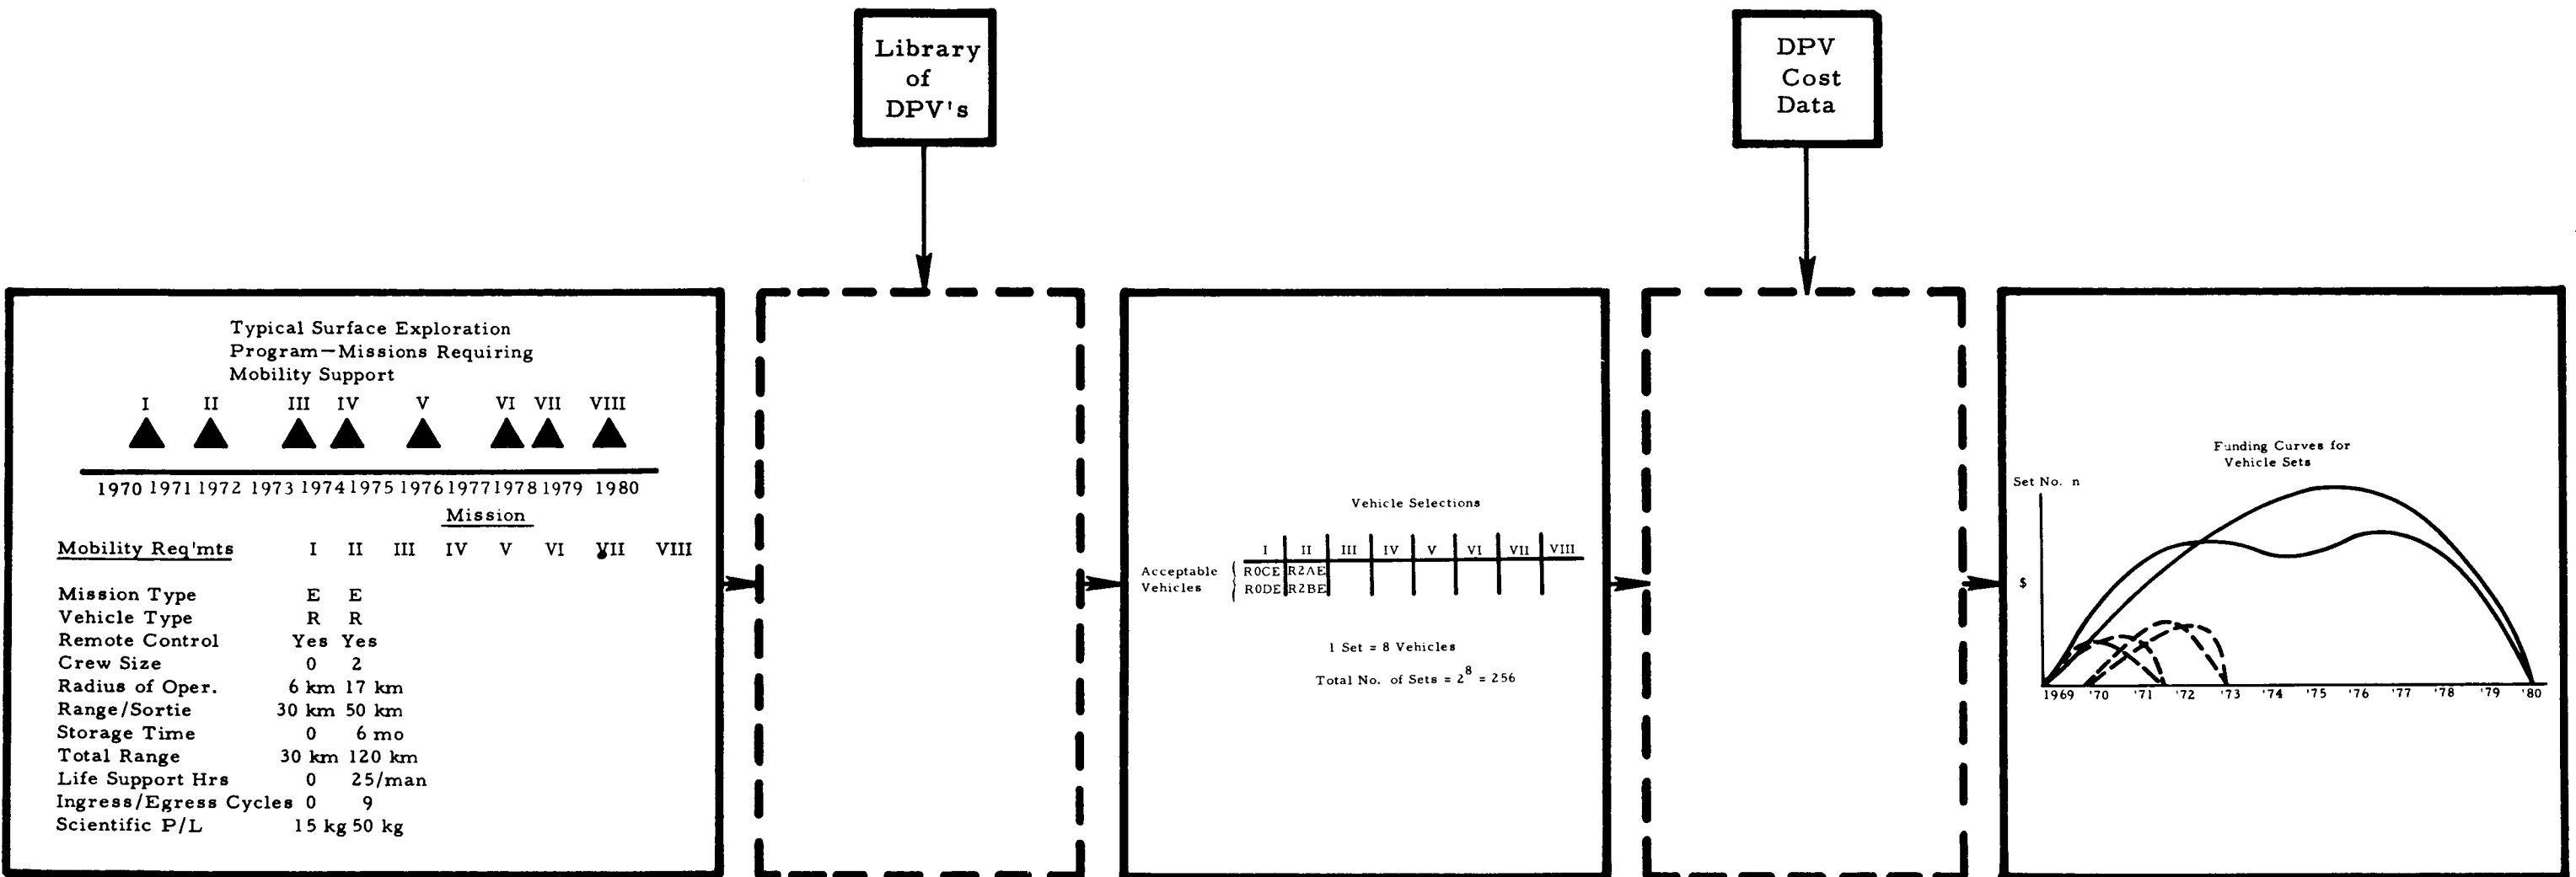 Library
of
DPV's
DPV
Cost
Data
Typical Surface Exploration
Program—Missions Requiring
Mobility Support
I II III IV V VI VII VIII
1970 1971 1972 1973 1974 1975 1976 1977 1978 1979 1980
Mission
Mobility Req'mts I II III IV V VI VII VIII
Mission Type E E
Vehicle Type R R
Remote Control Yes Yes
Crew Size 0 2
Radius of Oper. 6 km 17 km
Range/Sortie 30 km 50 km
Storage Time 0 6 mo
Total Range 30 km 120 km
Life Support Hrs 0 25/man
Ingress/Egress Cycles 0 9
Scientific P/L 15 kg 50 kg
Vehicle Selections
I II III IV V VI VII VIII
Acceptable R0CE R2AE
Vehicles R0DE R2BE
1 Set = 8 Vehicles
Total No. of Sets = 2⁸ = 256
Funding Curves for
Vehicle Sets
Set No. n
$
1969 '70 '71 '72 '73 '74 '75 '76 '77 '78 '79 '80